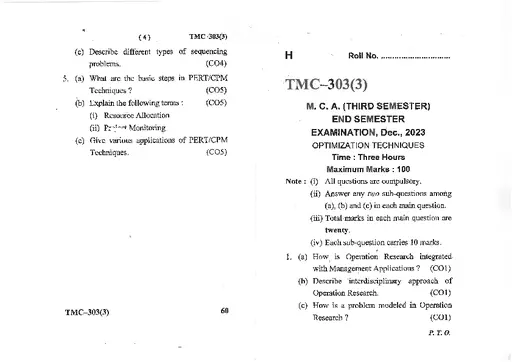 ( 4 ) TMC-303(3)
(c) Describe different types of sequencing
problems. (CO4)
5. (a) What are the basic steps in PERT/CPM
Techniques ? (CO5)
(b) Explain the following terms : (CO5)
(i) Resource Allocation
(ii) Project Monitoring
(c) Give various applications of PERT/CPM
Techniques. (CO5)
TMC–303(3) 60
H Roll No. ..............................
TMC–303(3)
M. C. A. (THIRD SEMESTER)
END SEMESTER
EXAMINATION, Dec., 2023
OPTIMIZATION TECHNIQUES
Time : Three Hours
Maximum Marks : 100
Note : (i) All questions are compulsory.
(ii) Answer any two sub-questions among
(a), (b) and (c) in each main question.
(iii) Total marks in each main question are
twenty.
(iv) Each sub-question carries 10 marks.
1. (a) How is Operation Research integrated
with Management Applications ? (CO1)
(b) Describe interdisciplinary approach of
Operation Research. (CO1)
(c) How is a problem modeled in Operation
Research ? (CO1)
P. T. O.